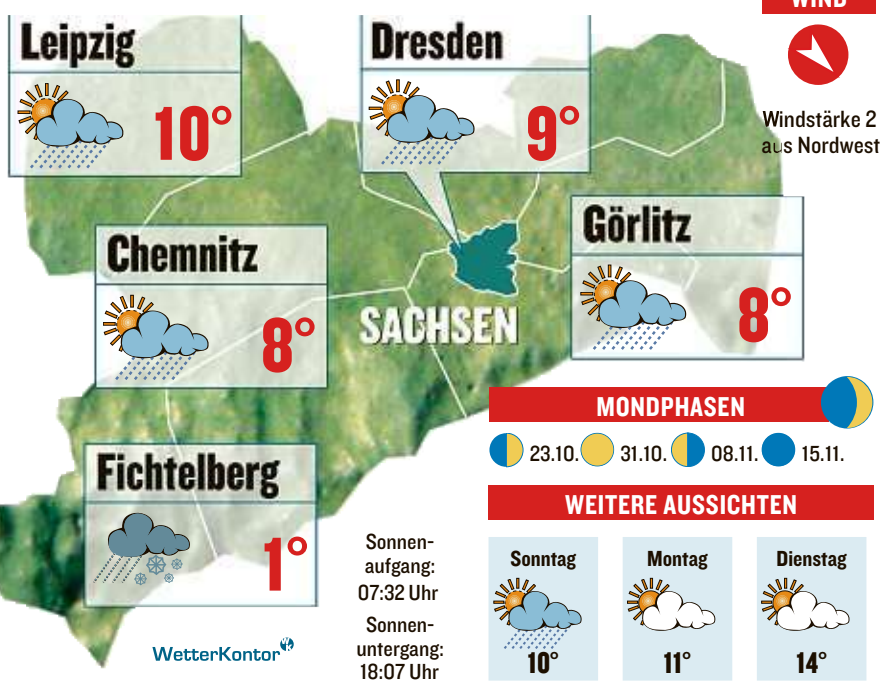 WIND
Leipzig
10°
Dresden
9°
Windstärke 2
aus Nordwest
Chemnitz
8°
Görlitz
8°
SACHSEN
MONDPHASEN
23.10. 31.10. 08.11. 15.11.
Fichtelberg
1°
WEITERE AUSSICHTEN
Sonnen-
aufgang:
07:32 Uhr
Sonnen-
untergang:
18:07 Uhr
Sonntag
10°
Montag
11°
Dienstag
14°
WetterKontor